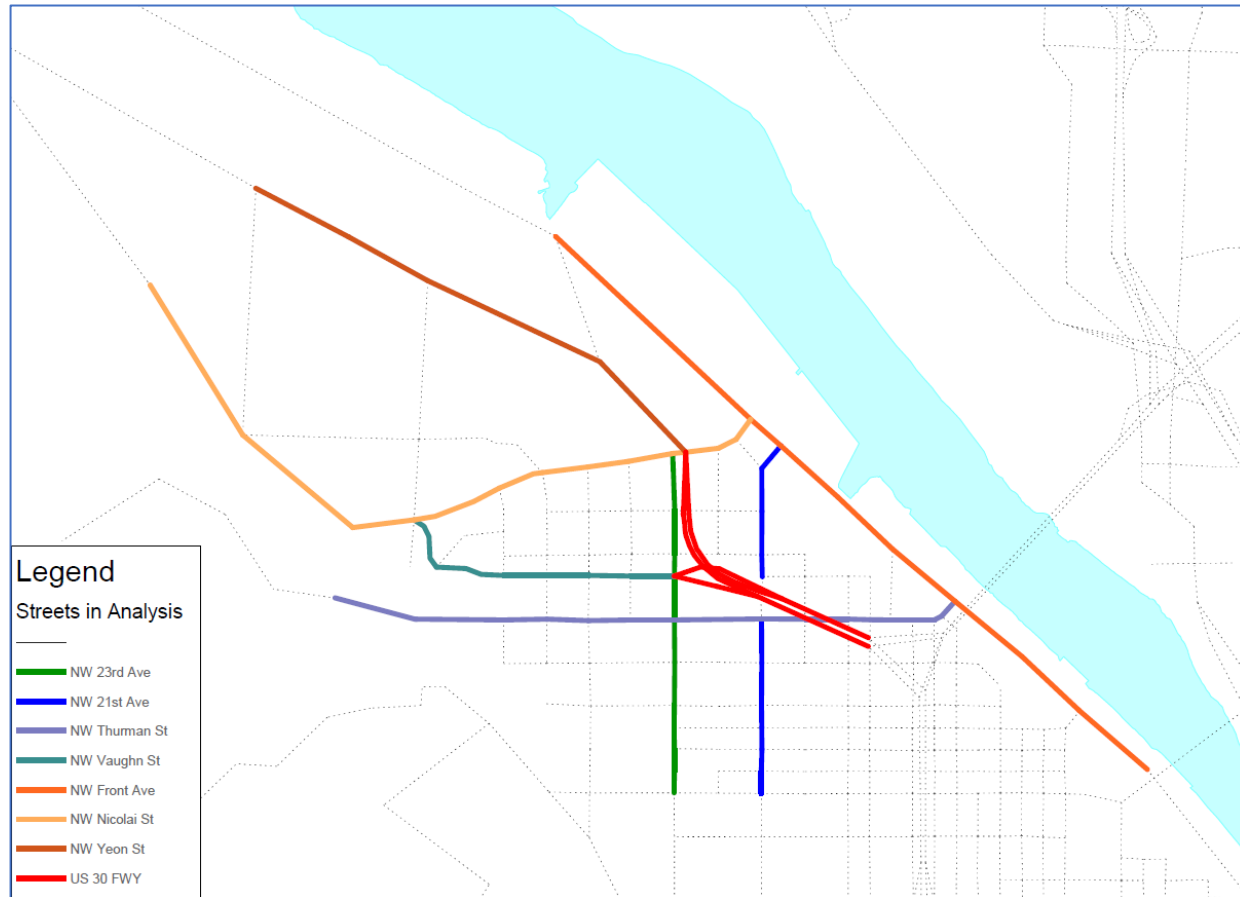 Legend
Streets in Analysis
NW 23rd Ave
NW 21st Ave
NW Thurman St
NW Vaughn St
NW Front Ave
NW Nicolai St
NW Yeon St
US 30 FWY